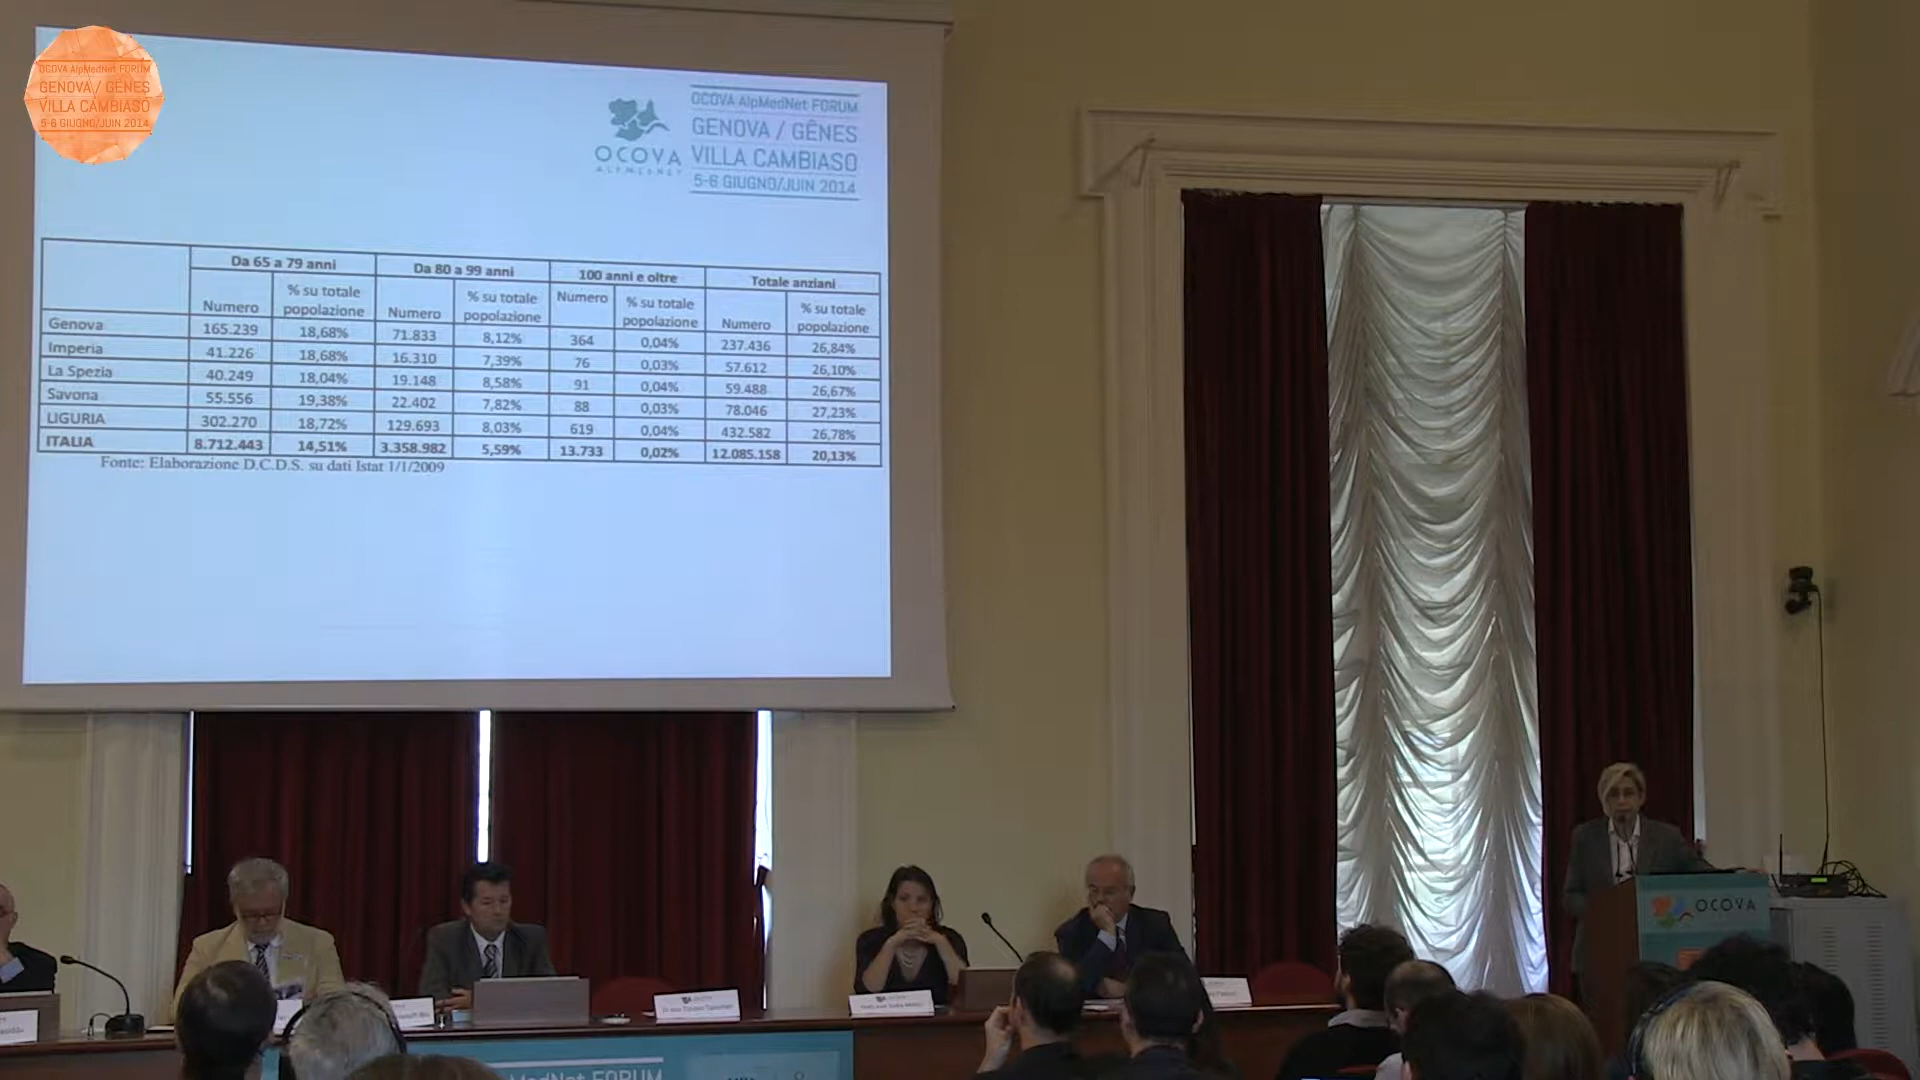 OCOVA AlpMedNet FORUM
GENOVA / GÊNES
VILLA CAMBIASO
5-6 GIUGNO/JUIN 2014
OCOVA
ALPMEDNET
OCOVA AlpMedNet FORUM
GENOVA / GÊNES
VILLA CAMBIASO
5-6 GIUGNO/JUIN 2014
Da 65 a 79 anni Da 80 a 99 anni 100 anni e oltre Totale anziani
Numero % su totale popolazione Numero % su totale popolazione Numero % su totale popolazione Numero % su totale popolazione
Genova 165.239 18,68% 71.833 8,12% 364 0,04% 237.436 26,84%
Imperia 41.226 18,68% 16.310 7,39% 76 0,03% 57.612 26,10%
La Spezia 40.249 18,04% 19.148 8,58% 91 0,04% 59.488 26,67%
Savona 55.556 19,38% 22.402 7,82% 88 0,03% 78.046 27,23%
LIGURIA 302.270 18,72% 129.693 8,03% 619 0,04% 432.582 26,78%
ITALIA 8.712.443 14,51% 3.358.982 5,59% 13.733 0,02% 12.085.158 20,13%
Fonte: Elaborazione D.C.D.S. su dati Istat 1/1/2009
OCOVA
MedNet FORUM